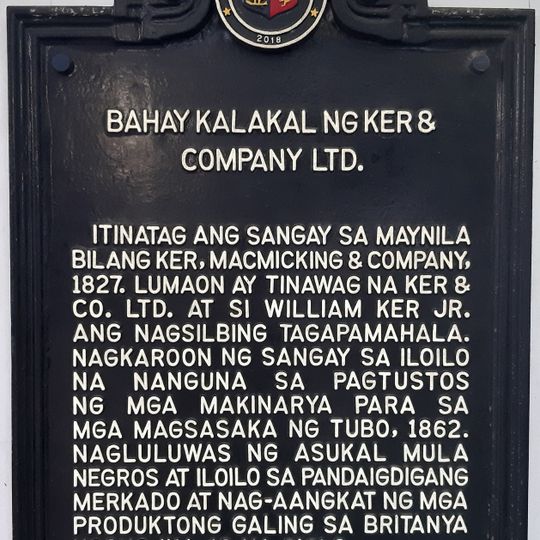 2018
BAHAY KALAKAL NG KER &
COMPANY LTD.
ITINATAG ANG SANGAY SA MAYNILA
BILANG KER, MACMICKING & COMPANY,
1827. LUMAON AY TINAWAG NA KER &
CO. LTD. AT SI WILLIAM KER JR.
ANG NAGSILBING TAGAPAMAHALA.
NAGKAROON NG SANGAY SA ILOILO
NA NANGUNA SA PAGTUSTOS
NG MGA MAKINARYA PARA SA
MGA MAGSASAKA NG TUBO, 1862.
NAGLULUWAS NG ASUKAL MULA
NEGROS AT ILOILO SA PANDAIGDIGANG
MERKADO AT NAG-AANGKAT NG MGA
PRODUKTONG GALING SA BRITANYA